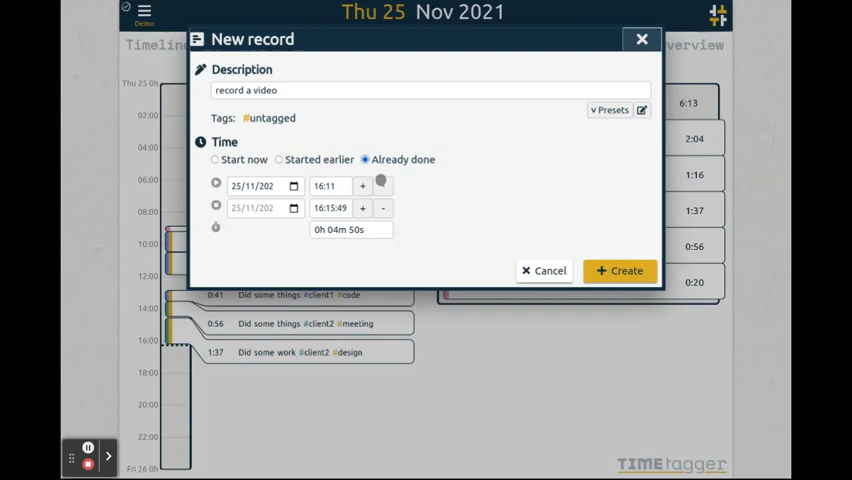 Demo
Thu 25 Nov 2021
Timeline
erview
New record
Description
record a video
v Presets
Tags: #untagged
Time
Start now Started earlier Already done
25/11/202 16:11 +
25/11/202 16:15:49 + -
0h 04m 50s
Cancel + Create
Thu 25 0h
02:00
04:00
06:00
08:00
10:00
12:00
14:00
16:00
18:00
20:00
22:00
Fri 26 0h
6:13
2:04
1:16
1:37
0:56
0:20
0:41 Did some things #client1 #code
0:56 Did some things #client2 #meeting
1:37 Did some work #client2 #design
TIMEtagger